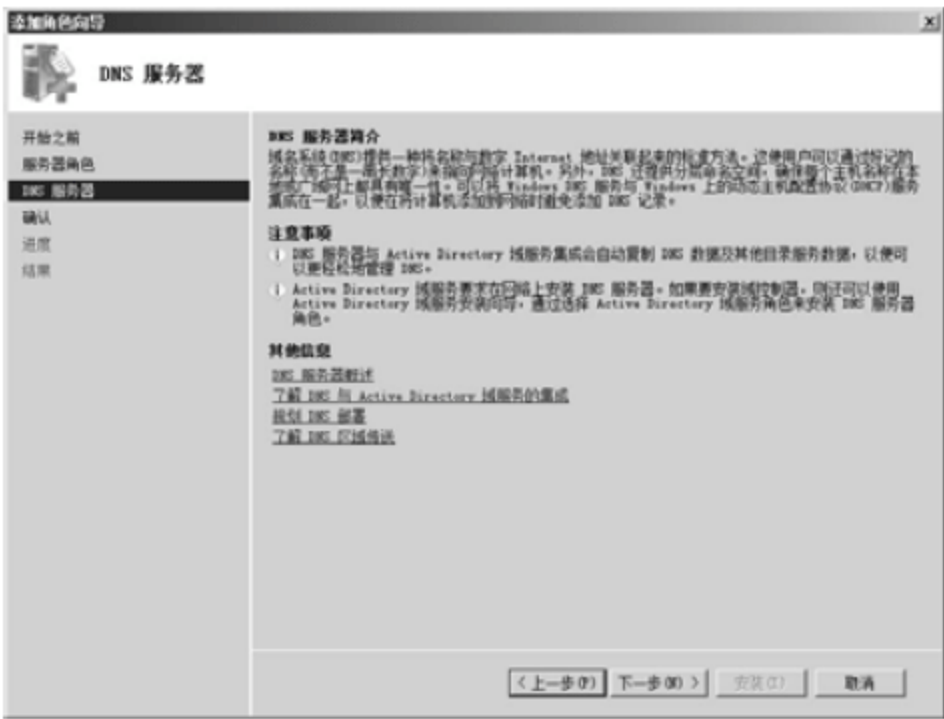 添加角色向导
DNS 服务器
开始之前
服务器角色
DNS 服务器
确认
进度
结果
DNS 服务器简介
域名系统(DNS)提供一种将名称与数字 Internet 地址关联起来的标准方法。这使用户可以通过好记的
名称(而不是一串长数字)来指向网络计算机。另外，DNS 还提供分层命名空间，确保每个主机名称在本
地或广域网上都具有唯一性。可以将 Windows DNS 服务与 Windows 上的动态主机配置协议(DHCP)服务
集成在一起，以便在将计算机添加到网络时避免添加 DNS 记录。
注意事项
DNS 服务器与 Active Directory 域服务集成会自动复制 DNS 数据及其他目录服务数据，以便可
以更轻松地管理 DNS。
Active Directory 域服务要求在网络上安装 DNS 服务器。如果要安装域控制器，则还可以使用
Active Directory 域服务安装向导，通过选择 Active Directory 域服务角色来安装 DNS 服务器
角色。
其他信息
DNS 服务器概述
了解 DNS 与 Active Directory 域服务的集成
规划 DNS 部署
了解 DNS 区域传送
< 上一步(P) 下一步(N) > 安装(I) 取消